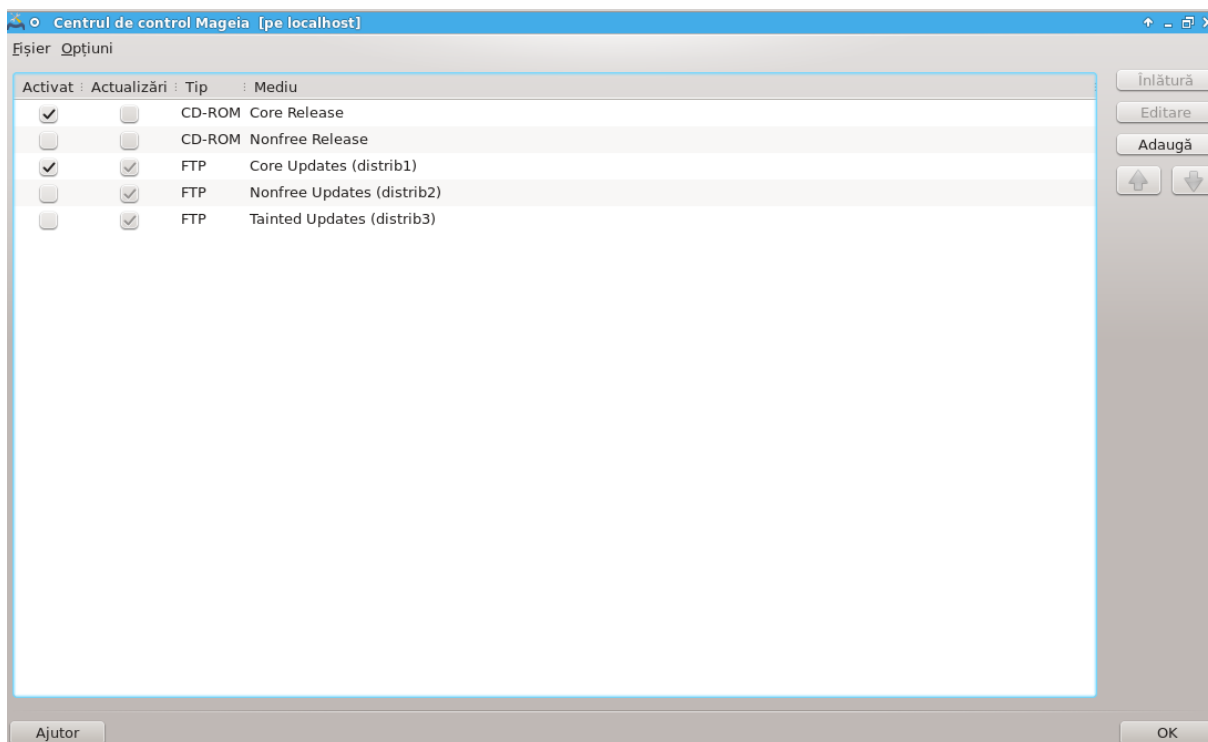 Centrul de control Mageia [pe localhost]
Fișier Opțiuni
Activat Actualizări Tip Mediu
CD-ROM Core Release
CD-ROM Nonfree Release
FTP Core Updates (distrib1)
FTP Nonfree Updates (distrib2)
FTP Tainted Updates (distrib3)
Înlătură
Editare
Adaugă
Ajutor
OK